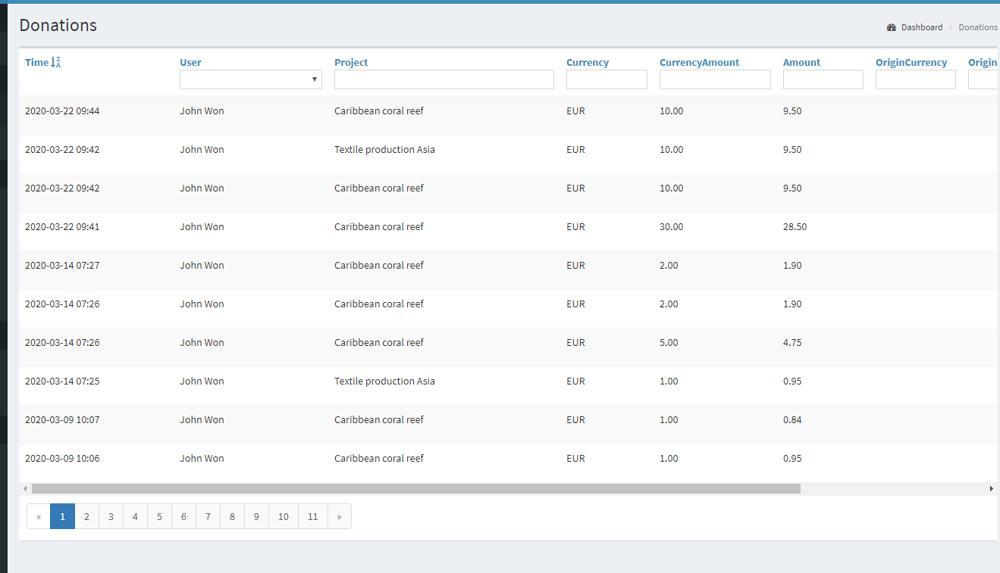 Donations
Dashboard > Donations
Time User Project Currency CurrencyAmount Amount OriginCurrency Origin
2020-03-22 09:44 John Won Caribbean coral reef EUR 10.00 9.50
2020-03-22 09:42 John Won Textile production Asia EUR 10.00 9.50
2020-03-22 09:42 John Won Caribbean coral reef EUR 10.00 9.50
2020-03-22 09:41 John Won Caribbean coral reef EUR 30.00 28.50
2020-03-14 07:27 John Won Caribbean coral reef EUR 2.00 1.90
2020-03-14 07:26 John Won Caribbean coral reef EUR 2.00 1.90
2020-03-14 07:26 John Won Caribbean coral reef EUR 5.00 4.75
2020-03-14 07:25 John Won Textile production Asia EUR 1.00 0.95
2020-03-09 10:07 John Won Caribbean coral reef EUR 1.00 0.84
2020-03-09 10:06 John Won Caribbean coral reef EUR 1.00 0.95
« 1 2 3 4 5 6 7 8 9 10 11 »